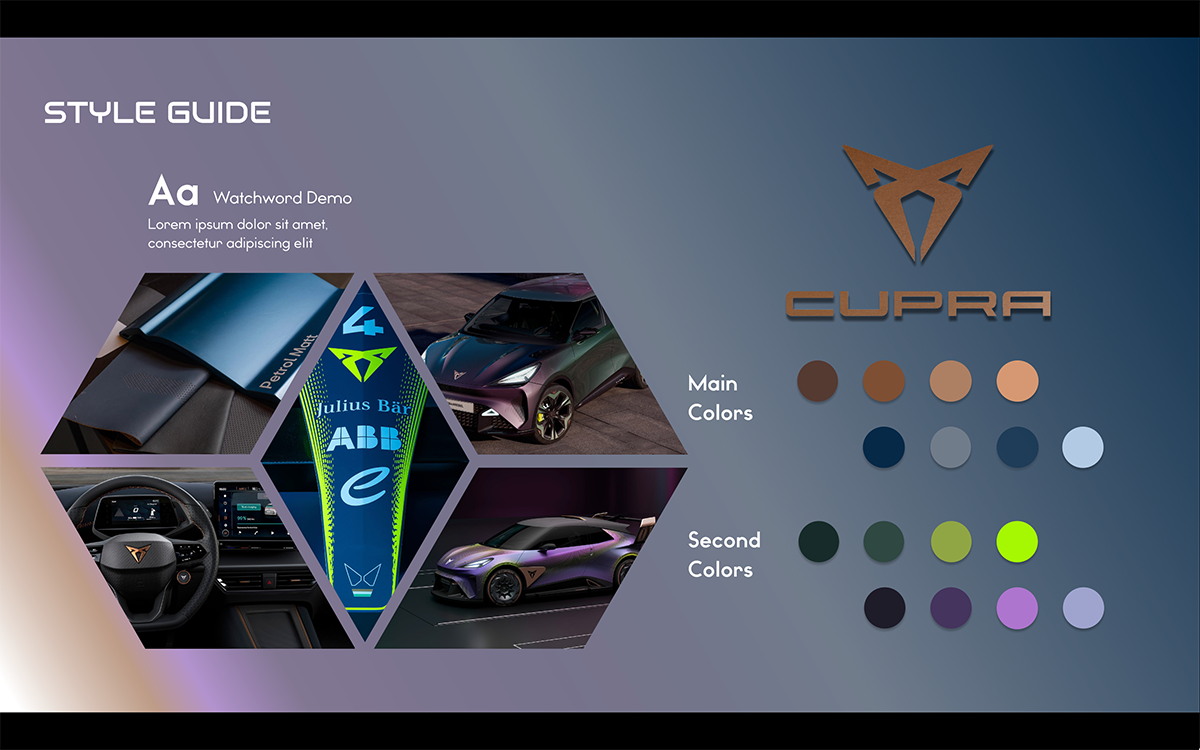 STYLE GUIDE
Aa Watchword Demo
Lorem ipsum dolor sit amet,
consectetur adipiscing elit
Petrol Matt
4
Julius Bär
ABB
e
CUPRA
Main
Colors
Second
Colors